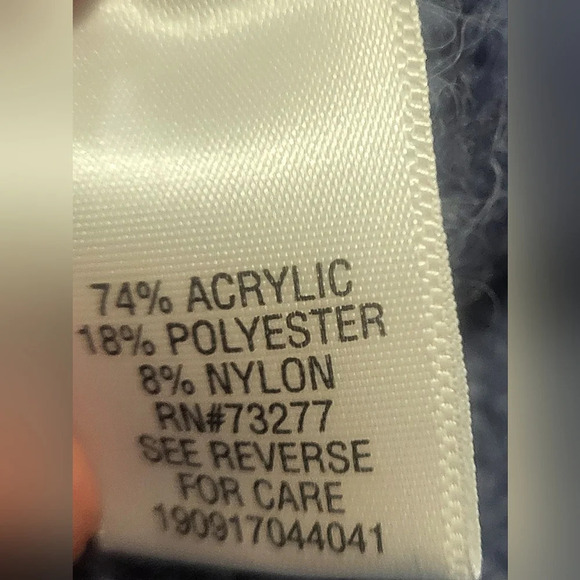 74% ACRYLIC
18% POLYESTER
8% NYLON
RN#73277
SEE REVERSE
FOR CARE
190917044041